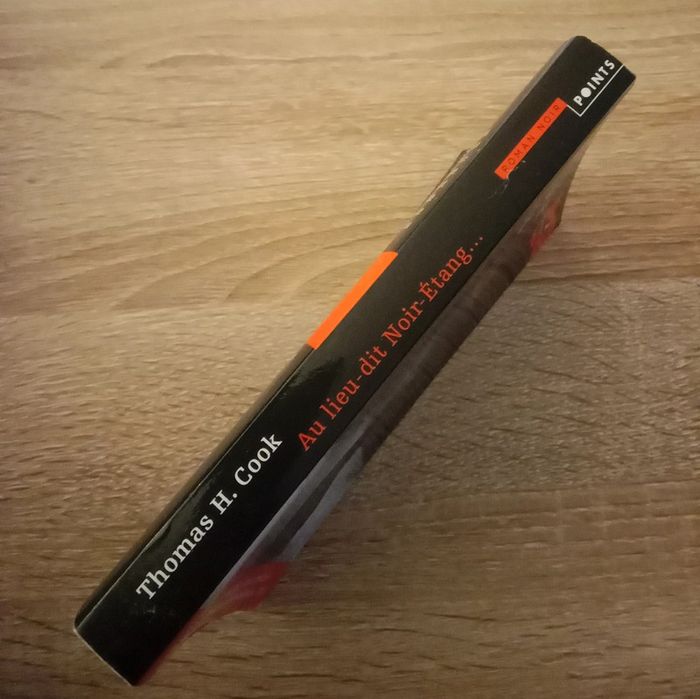 Thomas H. Cook
Au lieu-dit Noir-Étang...
ROMAN NOIR
POINTS